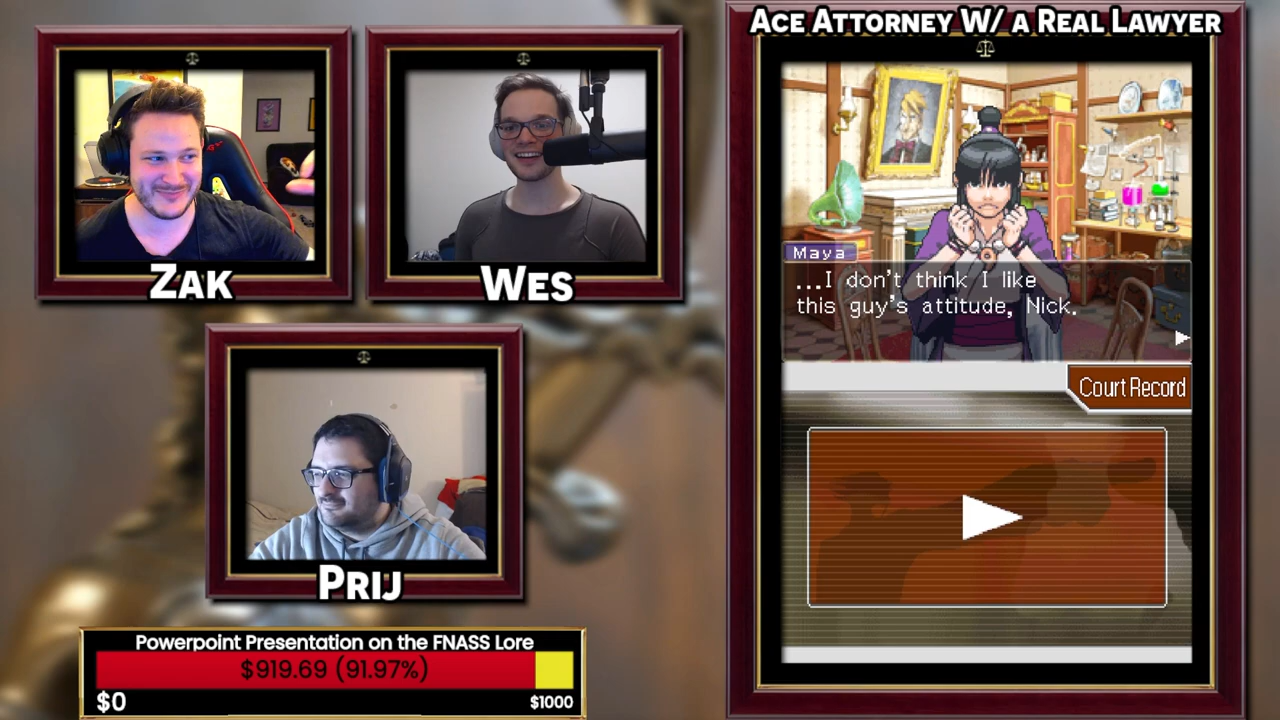 Ace Attorney W/ a Real Lawyer
Zak
Wes
Maya
...I don't think I like
this guy's attitude, Nick.
Court Record
Prij
Powerpoint Presentation on the FNASS Lore
$919.69 (91.97%)
$0
$1000